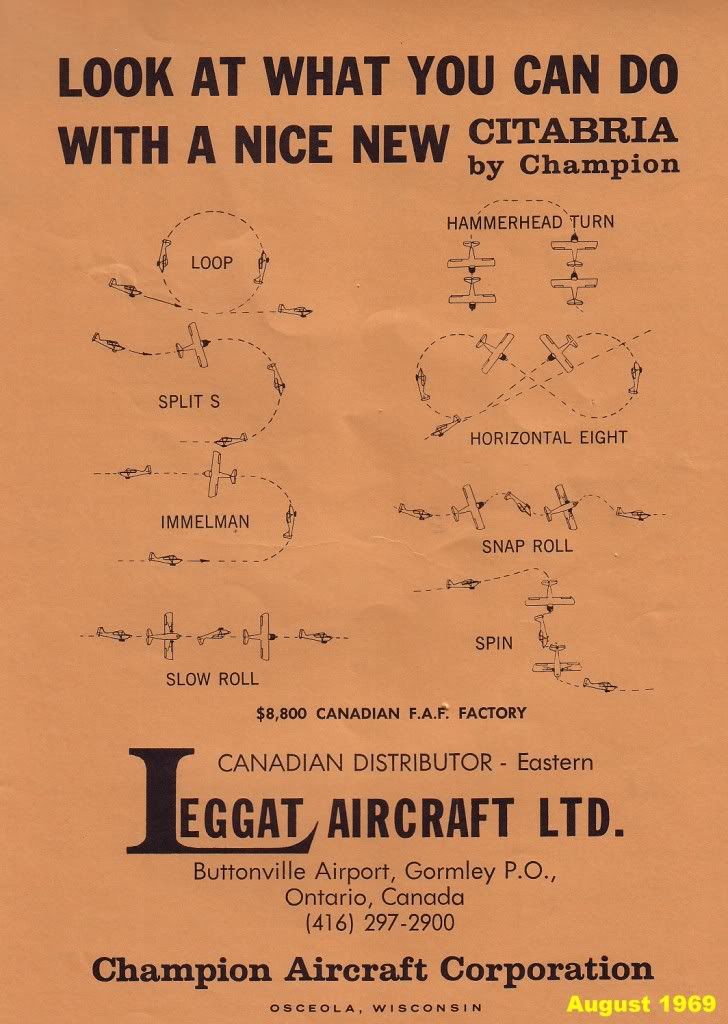 LOOK AT WHAT YOU CAN DO
WITH A NICE NEW CITABRIA
by Champion
LOOP
HAMMERHEAD TURN
SPLIT S
HORIZONTAL EIGHT
IMMELMAN
SNAP ROLL
SLOW ROLL
SPIN
$8,800 CANADIAN F.A.F. FACTORY
CANADIAN DISTRIBUTOR - Eastern
LEGGAT AIRCRAFT LTD.
Buttonville Airport, Gormley P.O.,
Ontario, Canada
(416) 297-2900
Champion Aircraft Corporation
OSCEOLA, WISCONSIN
August 1969